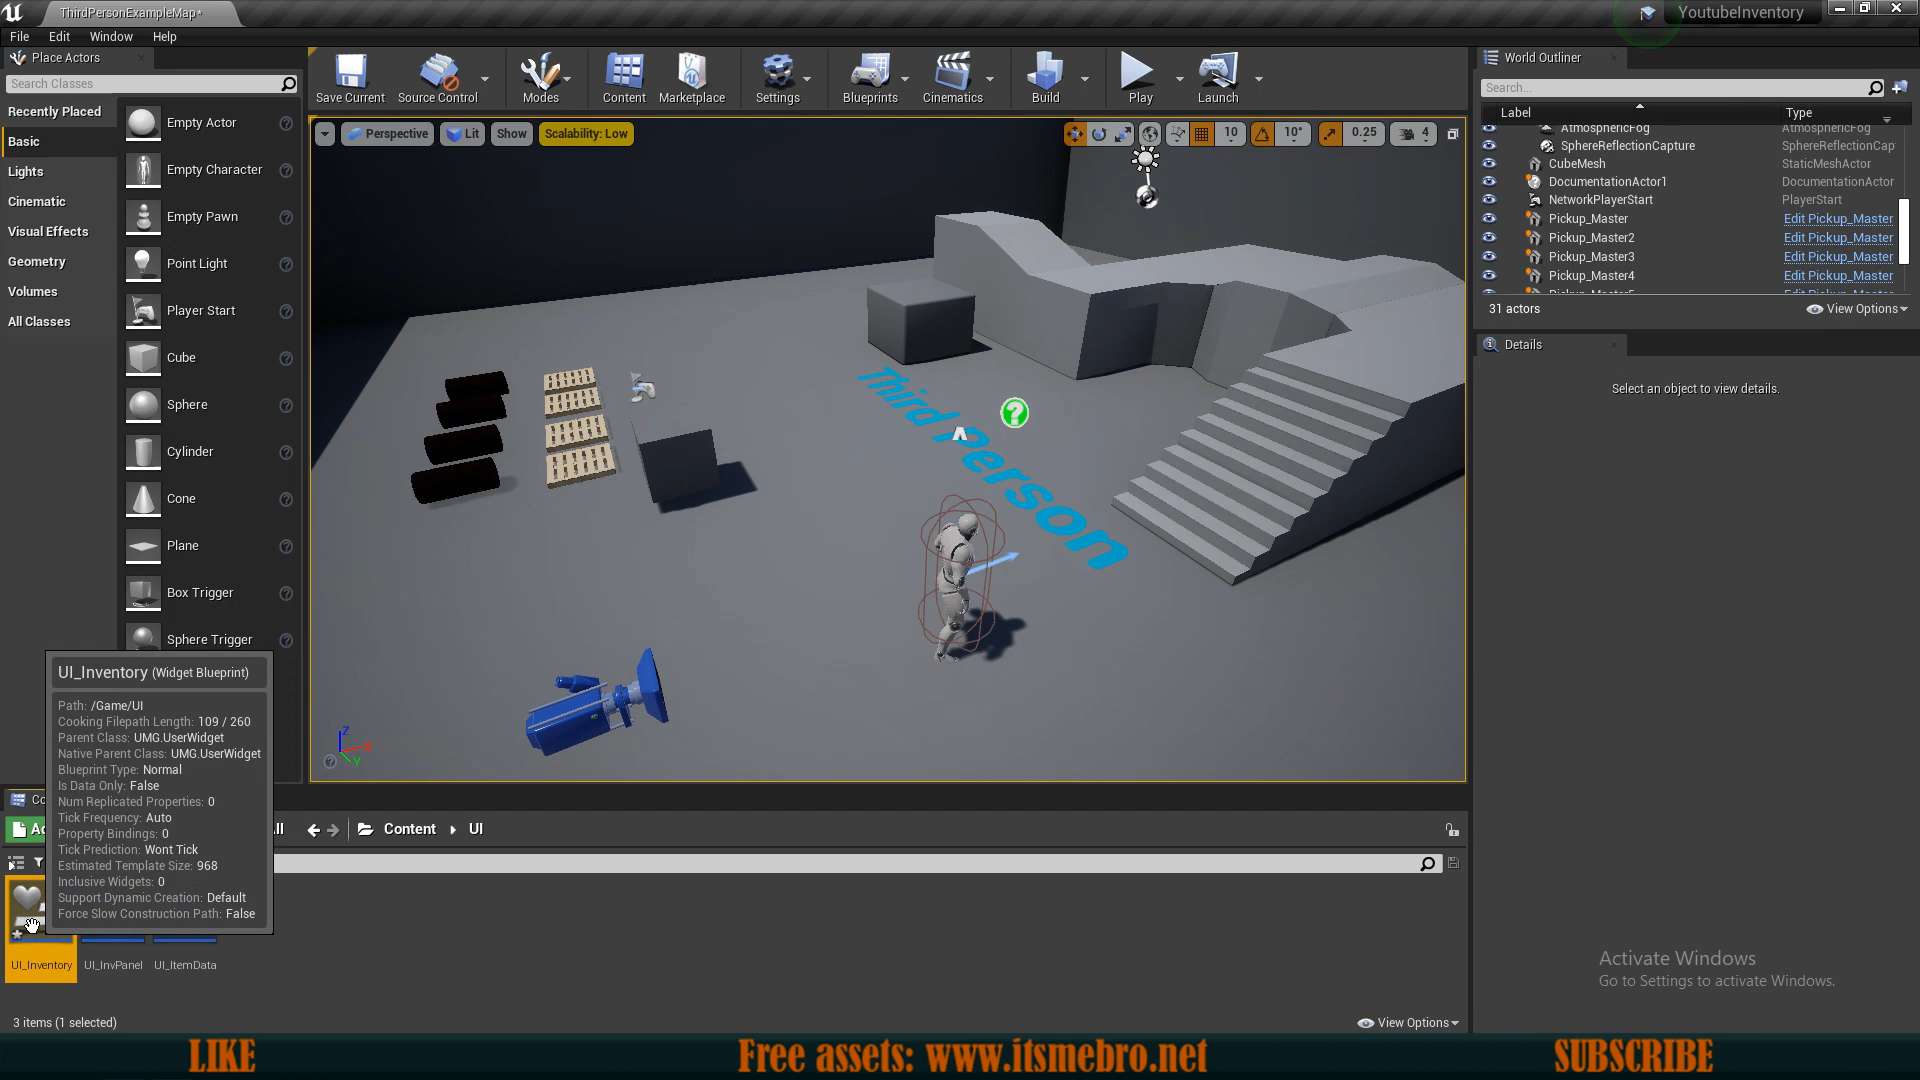 ThirdPersonExampleMap*
YoutubeInventory
File Edit Window Help
Place Actors
Search Classes
Recently Placed
Basic
Lights
Cinematic
Visual Effects
Geometry
Volumes
All Classes
Empty Actor
Empty Character
Empty Pawn
Point Light
Player Start
Cube
Sphere
Cylinder
Cone
Plane
Box Trigger
Sphere Trigger
Save Current
Source Control
Modes
Content
Marketplace
Settings
Blueprints
Cinematics
Build
Play
Launch
Perspective
Lit
Show
Scalability: Low
10
10°
0.25
4
Third Person
X
Y
Z
World Outliner
Search...
Label Type
AtmosphericFog AtmosphericFog
SphereReflectionCapture SphereReflectionCap
CubeMesh StaticMeshActor
DocumentationActor1 DocumentationActor
NetworkPlayerStart PlayerStart
Pickup_Master Edit Pickup_Master
Pickup_Master2 Edit Pickup_Master
Pickup_Master3 Edit Pickup_Master
Pickup_Master4 Edit Pickup_Master
31 actors
View Options
Details
Select an object to view details.
UI_Inventory (Widget Blueprint)
Path: /Game/UI
Cooking Filepath Length: 109 / 260
Parent Class: UMG.UserWidget
Native Parent Class: UMG.UserWidget
Blueprint Type: Normal
Is Data Only: False
Num Replicated Properties: 0
Tick Frequency: Auto
Property Bindings: 0
Tick Prediction: Wont Tick
Estimated Template Size: 968
Inclusive Widgets: 0
Support Dynamic Creation: Default
Force Slow Construction Path: False
Content UI
UI_Inventory
UI_InvPanel
UI_ItemData
3 items (1 selected)
View Options
Activate Windows
Go to Settings to activate Windows.
LIKE
Free assets: www.itsmebro.net
SUBSCRIBE